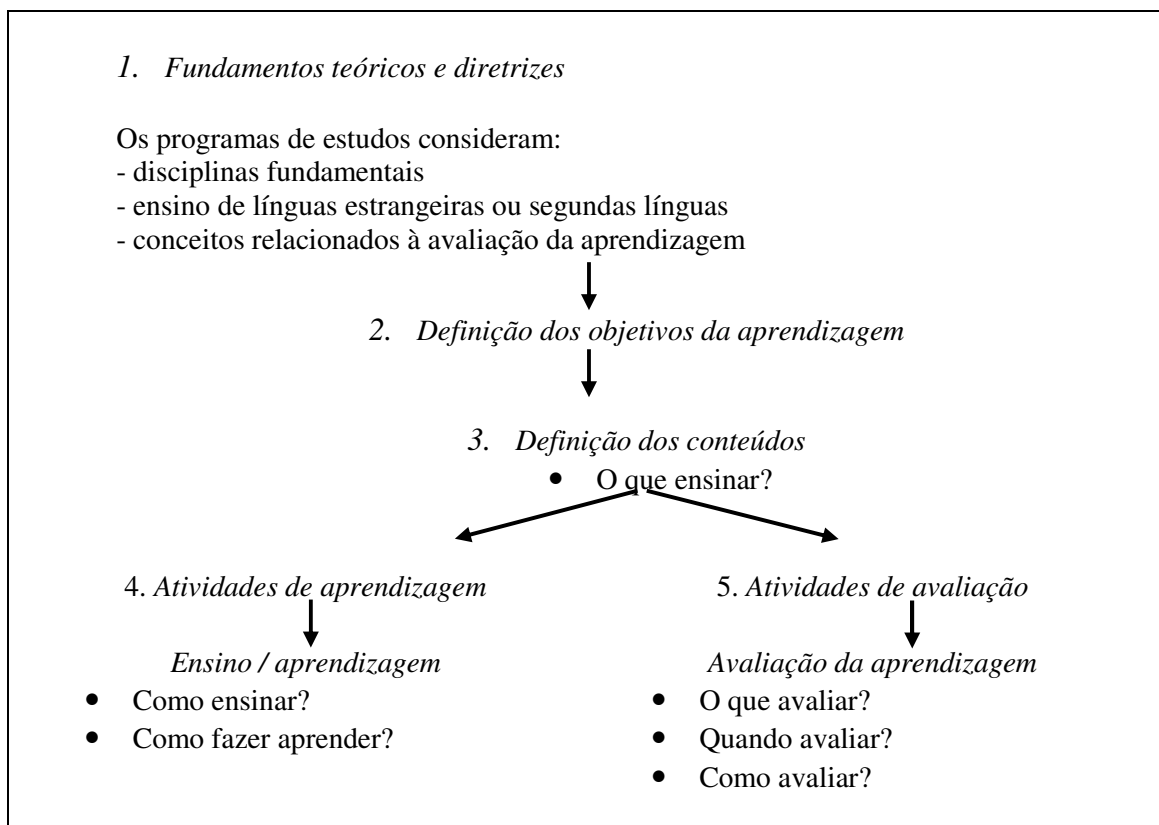 1. Fundamentos teóricos e diretrizes
Os programas de estudos consideram:
- disciplinas fundamentais
- ensino de línguas estrangeiras ou segundas línguas
- conceitos relacionados à avaliação da aprendizagem
2. Definição dos objetivos da aprendizagem
3. Definição dos conteúdos
• O que ensinar?
4. Atividades de aprendizagem
Ensino / aprendizagem
• Como ensinar?
• Como fazer aprender?
5. Atividades de avaliação
Avaliação da aprendizagem
• O que avaliar?
• Quando avaliar?
• Como avaliar?